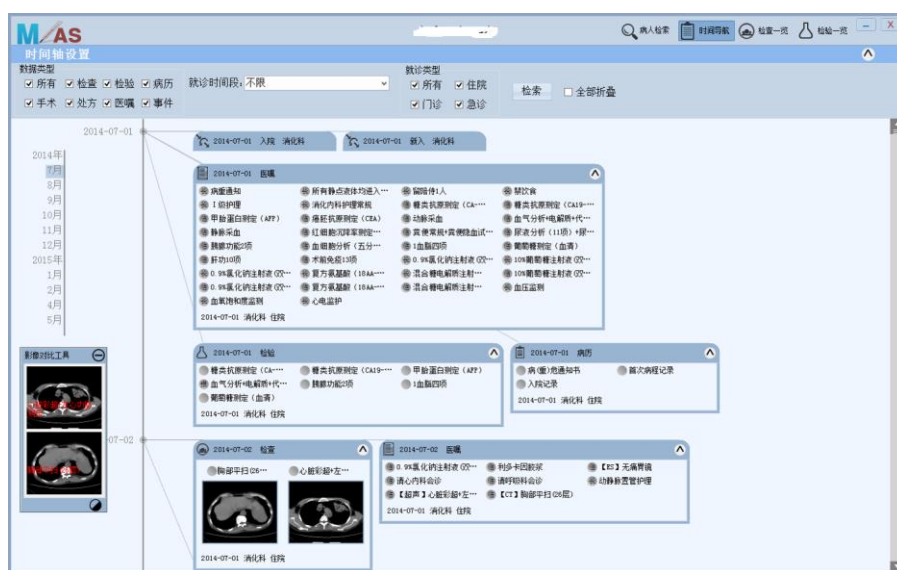 MIAS
病人检索 时间导航 检查一览 检验一览
时间轴设置
数据类型
所有 检查 检验 病历
手术 处方 医嘱 事件
就诊时间段: 不限
就诊类型
所有 住院
门诊 急诊
检索
全部折叠
2014-07-01
2014年
7月
8月
9月
10月
11月
12月
2015年
1月
2月
4月
5月
2014-07-01 入院 消化科
2014-07-01 新入 消化科
2014-07-01 医嘱
病重通知 所有静点液体均进入… 留陪侍1人 禁饮食
I 级护理 消化内科护理常规 糖类抗原测定 (CA-… 糖类抗原测定 (CA19-…
甲胎蛋白测定 (AFP) 癌胚抗原测定 (CEA) 动脉采血 血气分析+电解质+代…
静脉采血 红细胞沉降率测定… 粪便常规+粪便隐血试… 尿液分析 (11项) +尿…
胰腺功能2项 血细胞分析 (五分… 1血脂四项 葡萄糖测定 (血清)
肝功10项 术前免疫13项 0.9%氯化钠注射液(双… 10%葡萄糖注射液(双…
0.9%氯化钠注射液(双… 复方氨基酸 (18AA-… 混合糖电解质注射… 10%葡萄糖注射液(双…
0.9%氯化钠注射液(双… 复方氨基酸 (18AA-… 混合糖电解质注射… 血压监测
血氧饱和度监测 心电监护
2014-07-01 消化科 住院
2014-07-01 检验
糖类抗原测定 (CA-… 糖类抗原测定 (CA19-… 甲胎蛋白测定 (AFP)
血气分析+电解质+代… 胰腺功能2项 1血脂四项
葡萄糖测定 (血清)
2014-07-01 消化科 住院
2014-07-01 病历
病(重)危通知书 首次病程记录
入院记录
2014-07-01 消化科 住院
影像对比工具
07-02
2014-07-02 检查
胸部平扫(26… 心脏彩超+左…
2014-07-01 消化科 住院
2014-07-02 医嘱
0.9%氯化钠注射液(双… 利多卡因胶浆 【ES】无痛胃镜
请心内科会诊 请呼吸科会诊 动静脉置管护理
【超声】心脏彩超+左… 【CT】胸部平扫(26层)
2014-07-01 消化科 住院